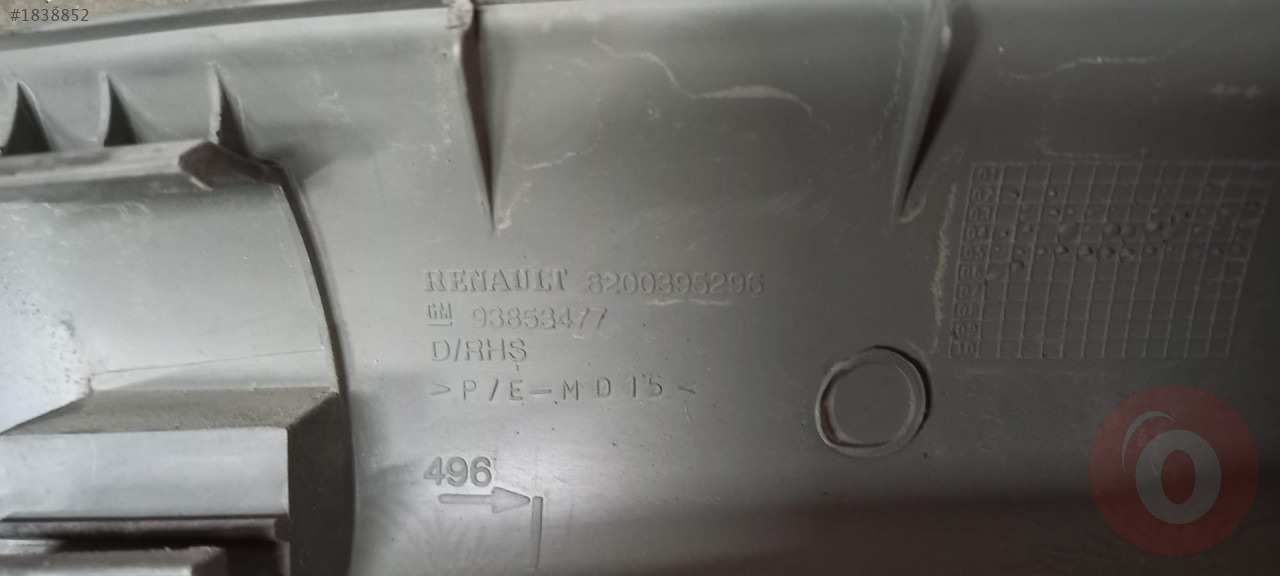 #1838852
RENAULT 8200395296
GM 93853477
D/RHS
>P/E-MD15<
496